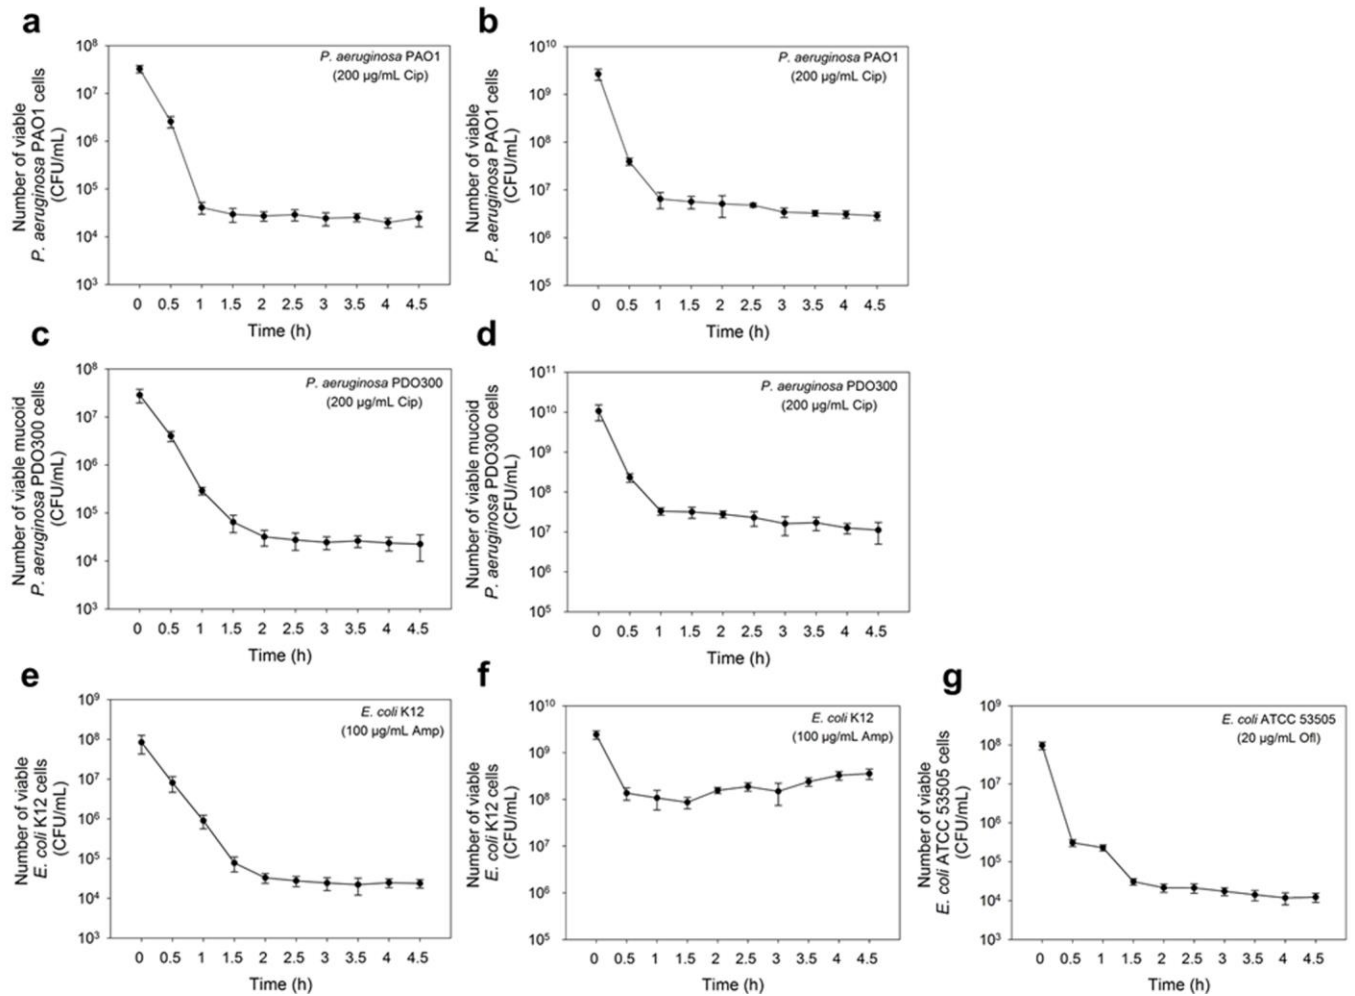 a
10⁸
10⁷
10⁶
10⁵
10⁴
10³
Number of viable
P. aeruginosa PAO1 cells
(CFU/mL)
P. aeruginosa PAO1
(200 µg/mL Cip)
0 0.5 1 1.5 2 2.5 3 3.5 4 4.5
Time (h)
b
10¹⁰
10⁹
10⁸
10⁷
10⁶
10⁵
Number of viable
P. aeruginosa PAO1 cells
(CFU/mL)
P. aeruginosa PAO1
(200 µg/mL Cip)
0 0.5 1 1.5 2 2.5 3 3.5 4 4.5
Time (h)
c
10⁸
10⁷
10⁶
10⁵
10⁴
10³
Number of viable mucoid
P. aeruginosa PDO300 cells
(CFU/mL)
P. aeruginosa PDO300
(200 µg/mL Cip)
0 0.5 1 1.5 2 2.5 3 3.5 4 4.5
Time (h)
d
10¹¹
10¹⁰
10⁹
10⁸
10⁷
10⁶
10⁵
Number of viable mucoid
P. aeruginosa PDO300 cells
(CFU/mL)
P. aeruginosa PDO300
(200 µg/mL Cip)
0 0.5 1 1.5 2 2.5 3 3.5 4 4.5
Time (h)
e
10⁹
10⁸
10⁷
10⁶
10⁵
10⁴
10³
Number of viable
E. coli K12 cells
(CFU/mL)
E. coli K12
(100 µg/mL Amp)
0 0.5 1 1.5 2 2.5 3 3.5 4 4.5
Time (h)
f
10¹⁰
10⁹
10⁸
10⁷
10⁶
10⁵
Number of viable
E. coli K12 cells
(CFU/mL)
E. coli K12
(100 µg/mL Amp)
0 0.5 1 1.5 2 2.5 3 3.5 4 4.5
Time (h)
g
10⁹
10⁸
10⁷
10⁶
10⁵
10⁴
10³
Number of viable
E. coli ATCC 53505 cells
(CFU/mL)
E. coli ATCC 53505
(20 µg/mL Ofl)
0 0.5 1 1.5 2 2.5 3 3.5 4 4.5
Time (h)